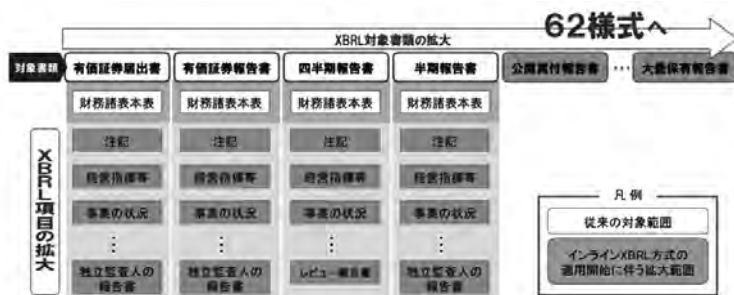 62様式へ
XBRL対象書類の拡大
対象書類
有価証券届出書
有価証券報告書
四半期報告書
半期報告書
公開買付報告書
…
大量保有報告書
財務諸表本表
財務諸表本表
財務諸表本表
財務諸表本表
XBRL項目の拡大
注記
注記
注記
注記
経営指標等
経営指標等
経営指標等
経営指標等
事業の状況
事業の状況
事業の状況
事業の状況
⋮
⋮
⋮
⋮
独立監査人の
報告書
独立監査人の
報告書
レビュー報告書
独立監査人の
報告書
凡例
従来の対象範囲
インラインXBRL方式の
適用開始に伴う拡大範囲